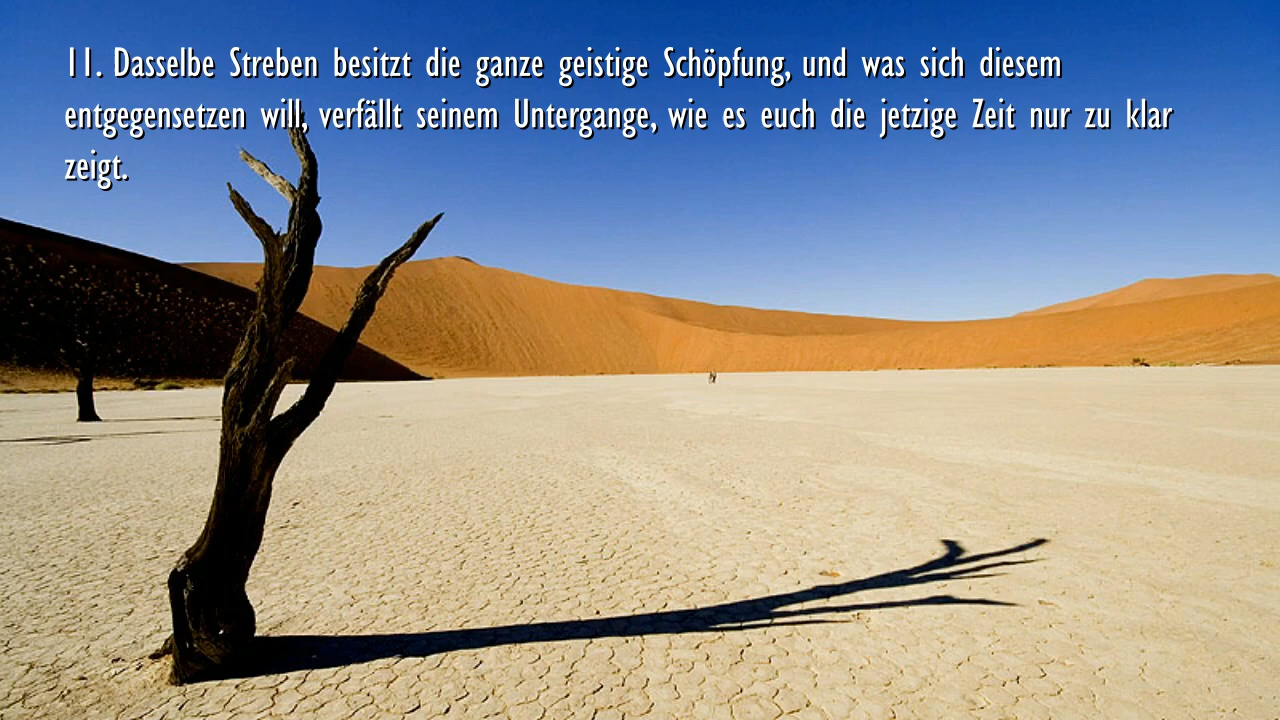 11. Dasselbe Streben besitzt die ganze geistige Schöpfung, und was sich diesem
entgegensetzen will, verfällt seinem Untergange, wie es euch die jetzige Zeit nur zu klar
zeigt.